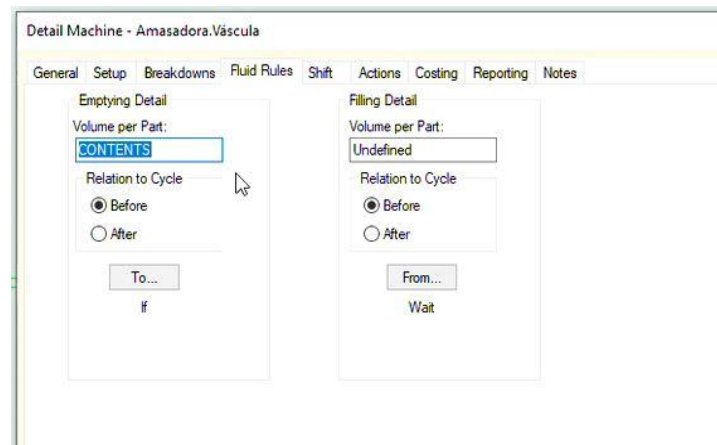 Detail Machine - Amasadora.Váscula
General Setup Breakdowns Fluid Rules Shift Actions Costing Reporting Notes
Emptying Detail
Volume per Part:
CONTENTS
Relation to Cycle
Before
After
To...
If
Filling Detail
Volume per Part:
Undefined
Relation to Cycle
Before
After
From...
Wait